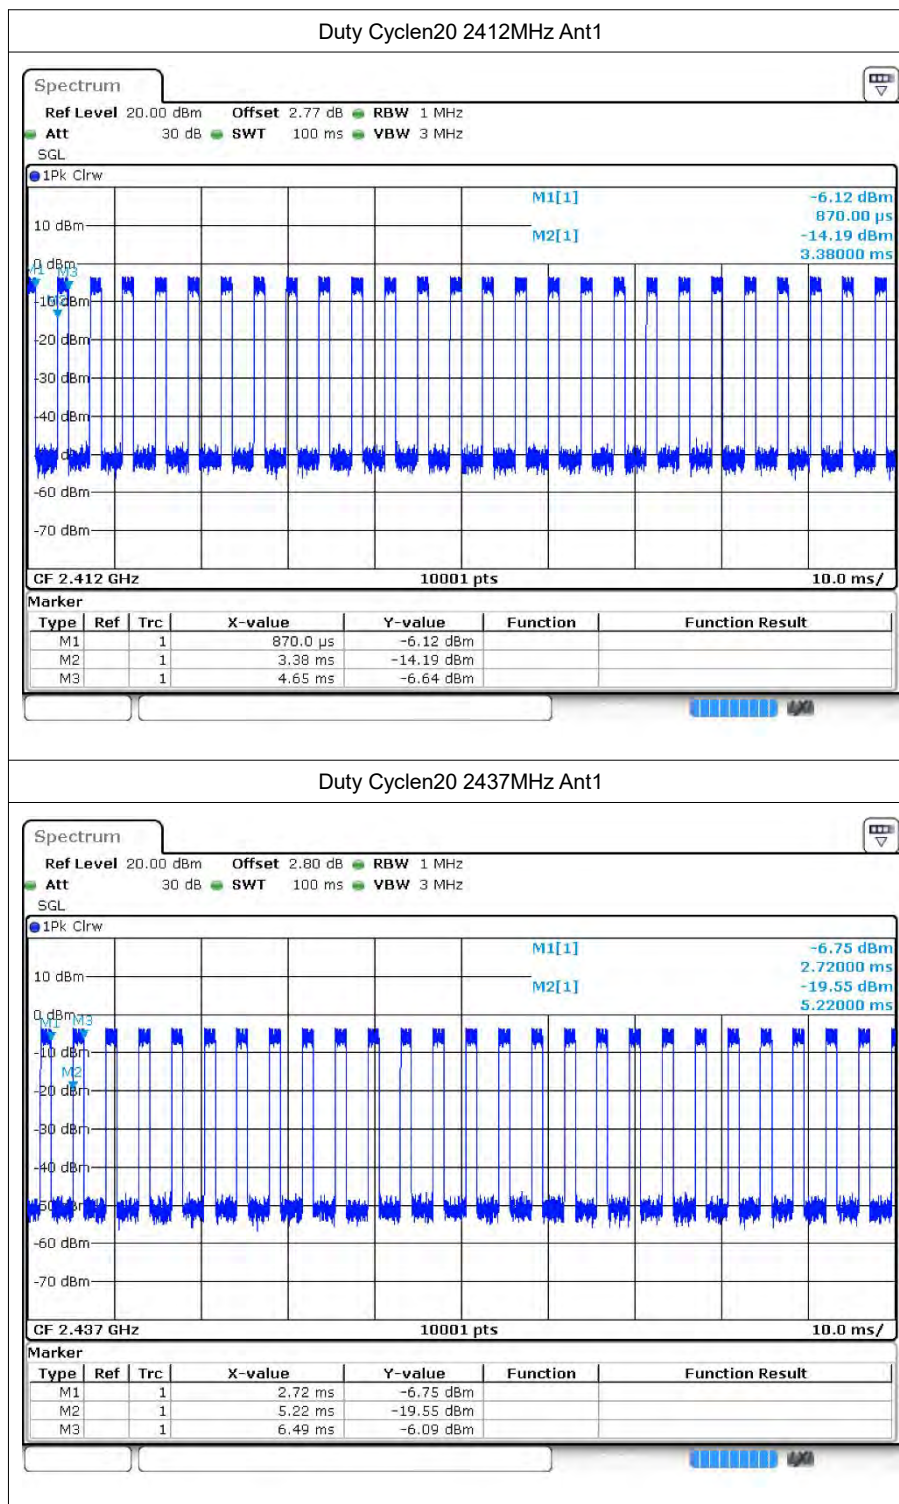 Duty Cyclen20 2412MHz Ant1
Spectrum
Ref Level 20.00 dBm Offset 2.77 dB RBW 1 MHz
Att 30 dB SWT 100 ms VBW 3 MHz
SGL
1Pk Clrw
M1[1] -6.12 dBm
870.00 µs
10 dBm
M2[1] -14.19 dBm
3.38000 ms
0 dBm
M1 M3
-10 dBm
-20 dBm
-30 dBm
-40 dBm
-60 dBm
-70 dBm
CF 2.412 GHz 10001 pts 10.0 ms/
Marker
Type Ref Trc X-value Y-value Function Function Result
M1 1 870.0 µs -6.12 dBm
M2 1 3.38 ms -14.19 dBm
M3 1 4.65 ms -6.64 dBm
Duty Cyclen20 2437MHz Ant1
Spectrum
Ref Level 20.00 dBm Offset 2.80 dB RBW 1 MHz
Att 30 dB SWT 100 ms VBW 3 MHz
SGL
1Pk Clrw
M1[1] -6.75 dBm
2.72000 ms
10 dBm
M2[1] -19.55 dBm
5.22000 ms
0 dBm
M1 M3
-10 dBm
M2
-20 dBm
-30 dBm
-40 dBm
-60 dBm
-70 dBm
CF 2.437 GHz 10001 pts 10.0 ms/
Marker
Type Ref Trc X-value Y-value Function Function Result
M1 1 2.72 ms -6.75 dBm
M2 1 5.22 ms -19.55 dBm
M3 1 6.49 ms -6.09 dBm